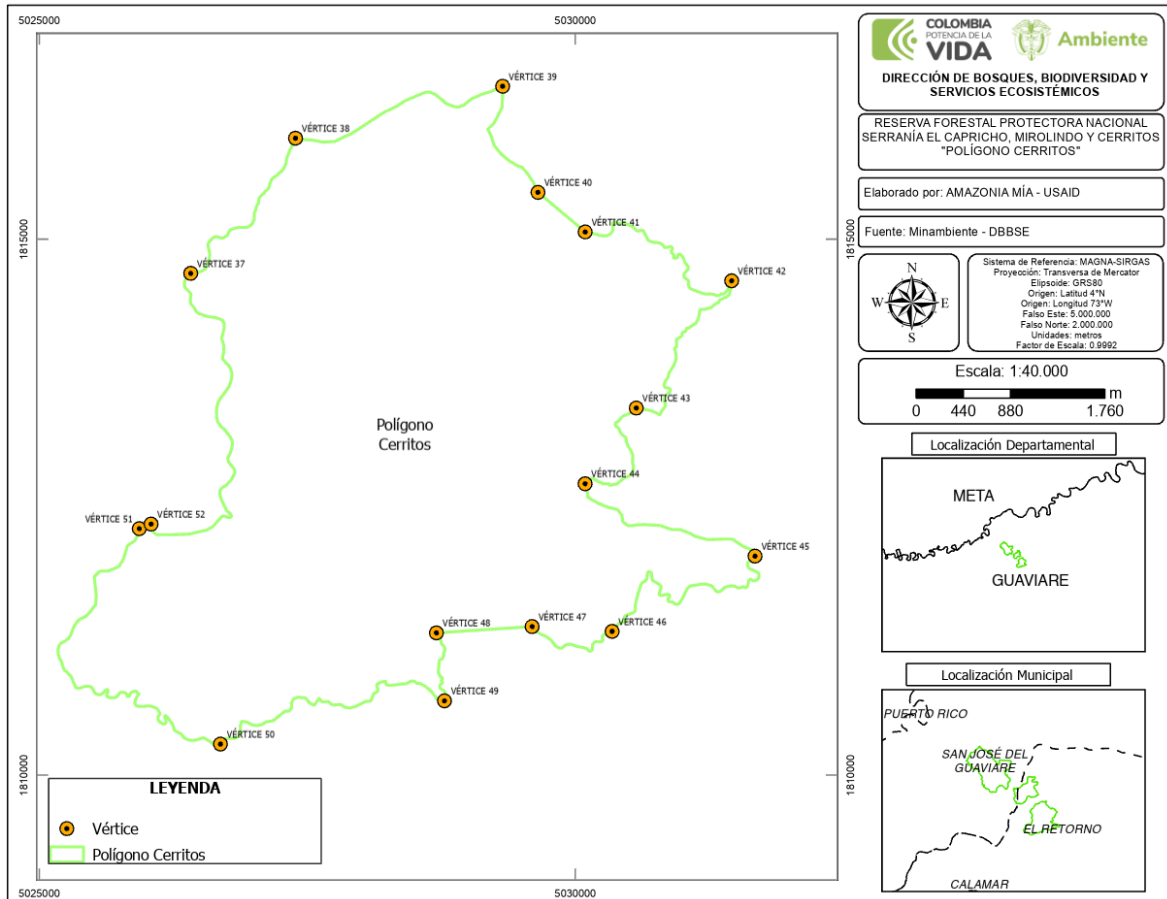 5025000
5030000
VÉRTICE 39
VÉRTICE 38
VÉRTICE 40
VÉRTICE 41
1815000
1815000
VÉRTICE 37
VÉRTICE 42
VÉRTICE 43
Polígono
Cerritos
VÉRTICE 44
VÉRTICE 51
VÉRTICE 52
VÉRTICE 45
VÉRTICE 48
VÉRTICE 47
VÉRTICE 46
VÉRTICE 49
VÉRTICE 50
1810000
1810000
LEYENDA
Vértice
Polígono Cerritos
5025000
5030000
COLOMBIA
POTENCIA DE LA
VIDA
Ambiente
DIRECCIÓN DE BOSQUES, BIODIVERSIDAD Y
SERVICIOS ECOSISTÉMICOS
RESERVA FORESTAL PROTECTORA NACIONAL
SERRANÍA EL CAPRICHO, MIROLINDO Y CERRITOS
"POLÍGONO CERRITOS"
Elaborado por: AMAZONIA MÍA - USAID
Fuente: Minambiente - DBBSE
N
W
E
S
Sistema de Referencia: MAGNA-SIRGAS
Proyección: Transversa de Mercator
Elipsoide: GRS80
Origen: Latitud 4°N
Origen: Longitud 73°W
Falso Este: 5.000.000
Falso Norte: 2.000.000
Unidades: metros
Factor de Escala: 0.9992
Escala: 1:40.000
m
0 440 880 1.760
Localización Departamental
META
GUAVIARE
Localización Municipal
PUERTO RICO
SAN JOSÉ DEL
GUAVIARE
EL RETORNO
CALAMAR